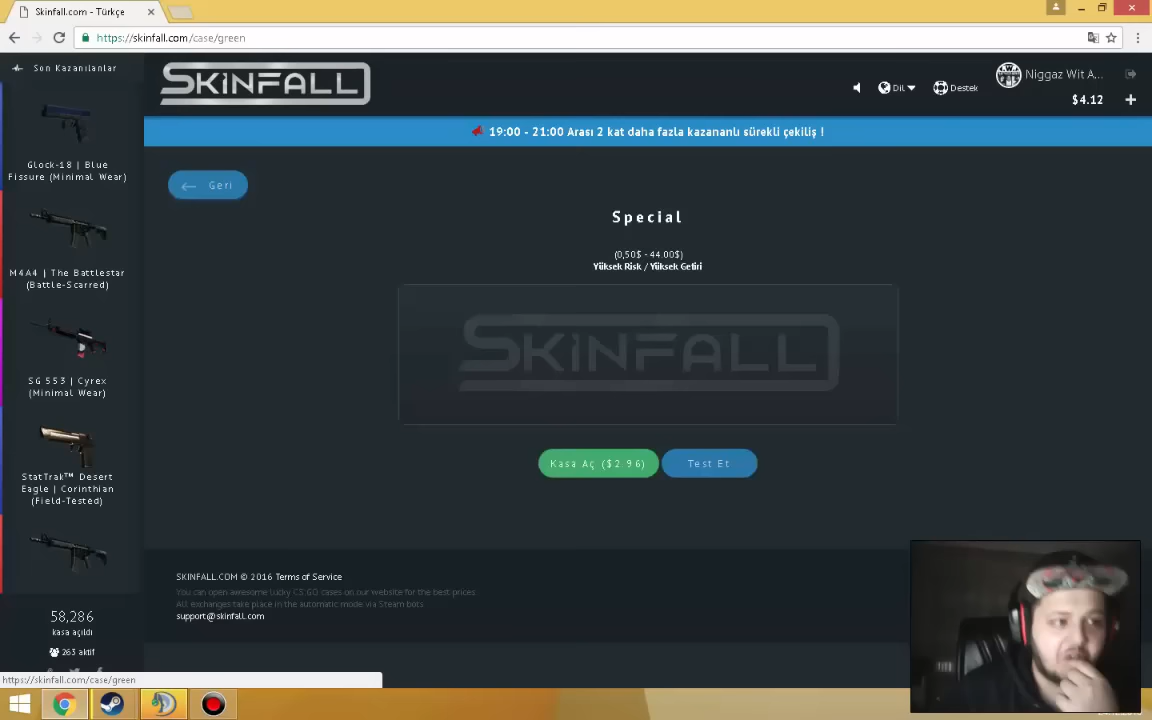 Skinfall.com - Türkçe
https://skinfall.com/case/green
Son Kazanılanlar
SKINFALL
Dil
Destek
Niggaz Wit A...
$4.12
19:00 - 21:00 Arası 2 kat daha fazla kazananlı sürekli çekiliş !
Glock-18 | Blue
Fissure (Minimal Wear)
M4A4 | The Battlestar
(Battle-Scarred)
SG 553 | Cyrex
(Minimal Wear)
StatTrak™ Desert
Eagle | Corinthian
(Field-Tested)
58,286
kasa açıldı
263 aktif
Geri
Special
(0,50$ - 44.00$)
Yüksek Risk / Yüksek Getiri
SKINFALL
Kasa Aç ($2.96)
Test Et
SKINFALL.COM © 2016 Terms of Service
You can open awesome lucky CS:GO cases on our website for the best prices.
All exchanges take place in the automatic mode via Steam bots
support@skinfall.com
https://skinfall.com/case/green